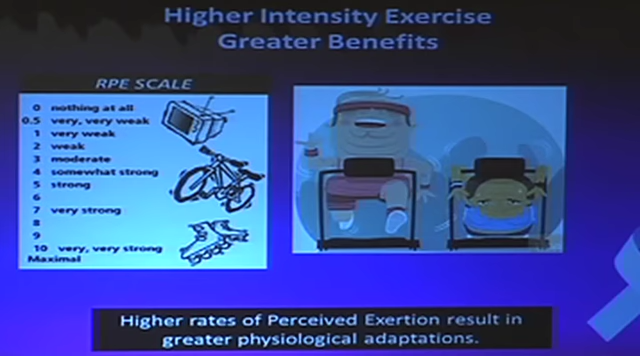 Higher Intensity Exercise
Greater Benefits
RPE SCALE
0 nothing at all
0.5 very, very weak
1 very weak
2 weak
3 moderate
4 somewhat strong
5 strong
6
7 very strong
8
9
10 very, very strong
Maximal
Higher rates of Perceived Exertion result in
greater physiological adaptations.